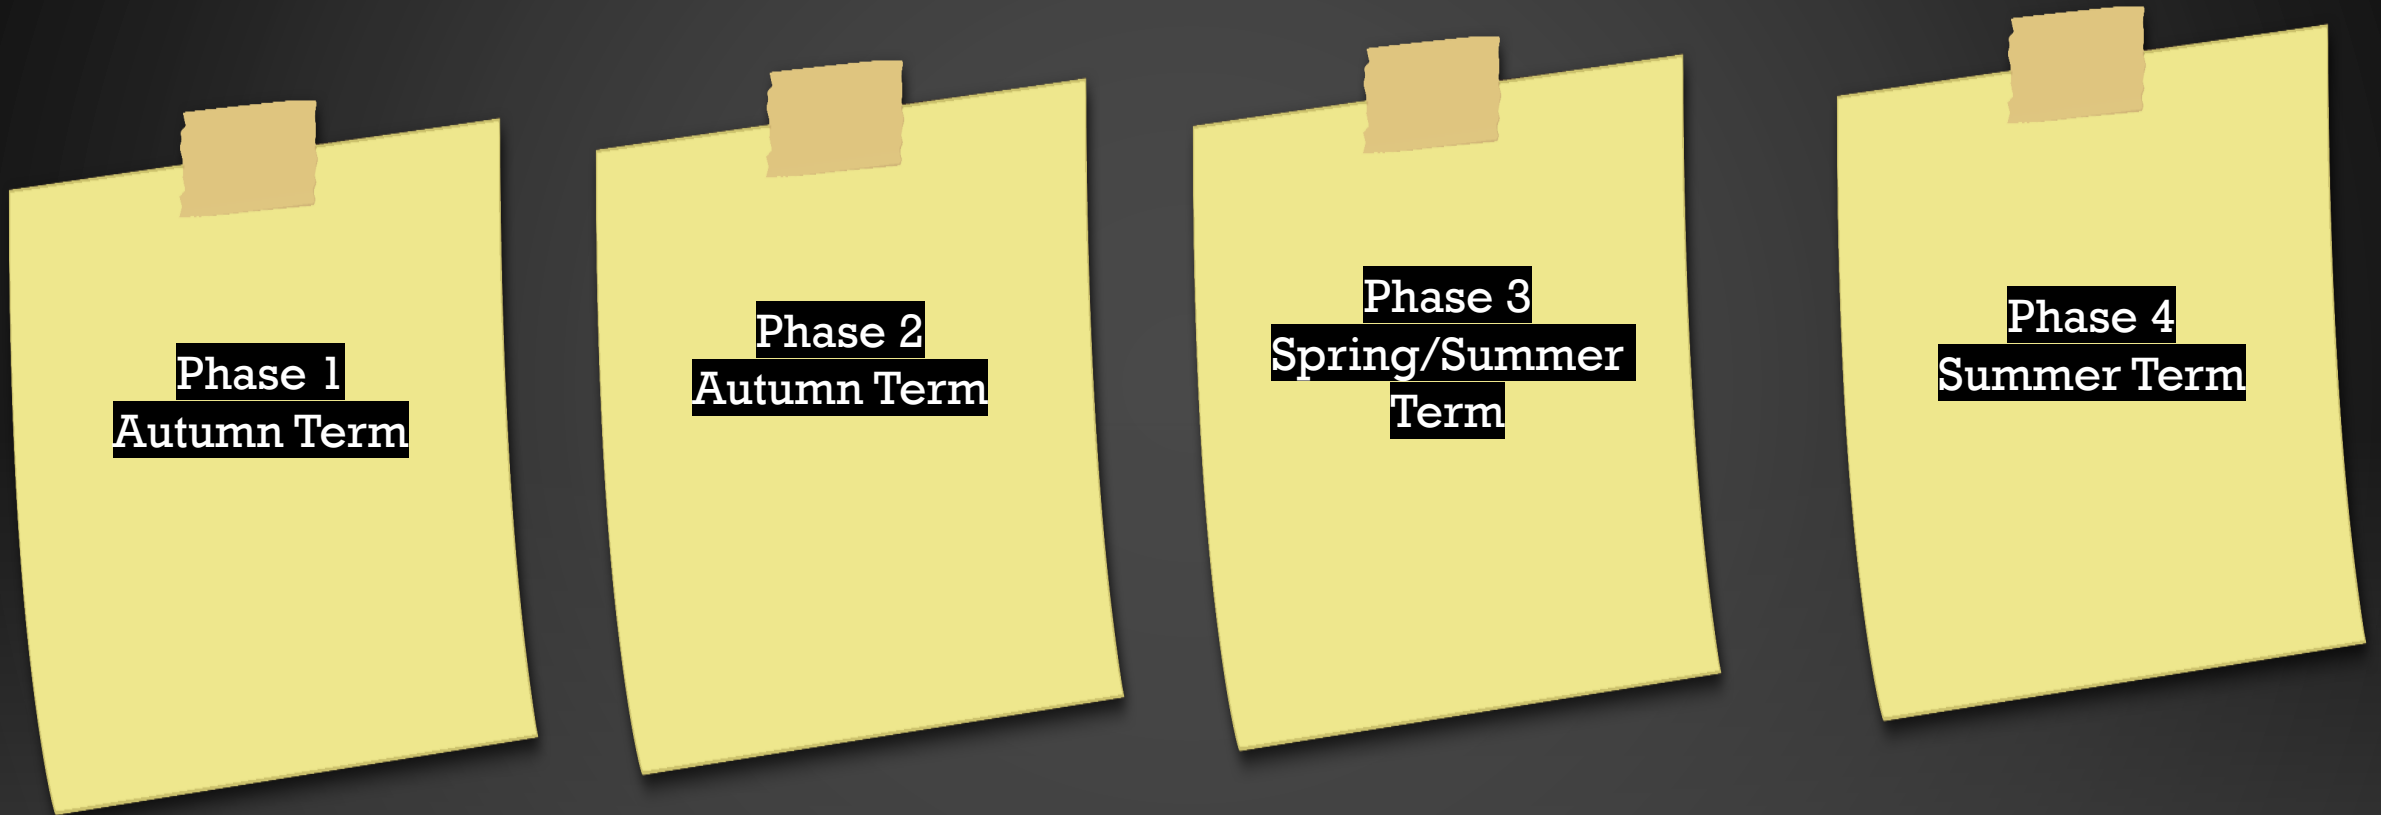 Phase 1
Autumn Term
Phase 2
Autumn Term
Phase 3
Spring/Summer
Term
Phase 4
Summer Term